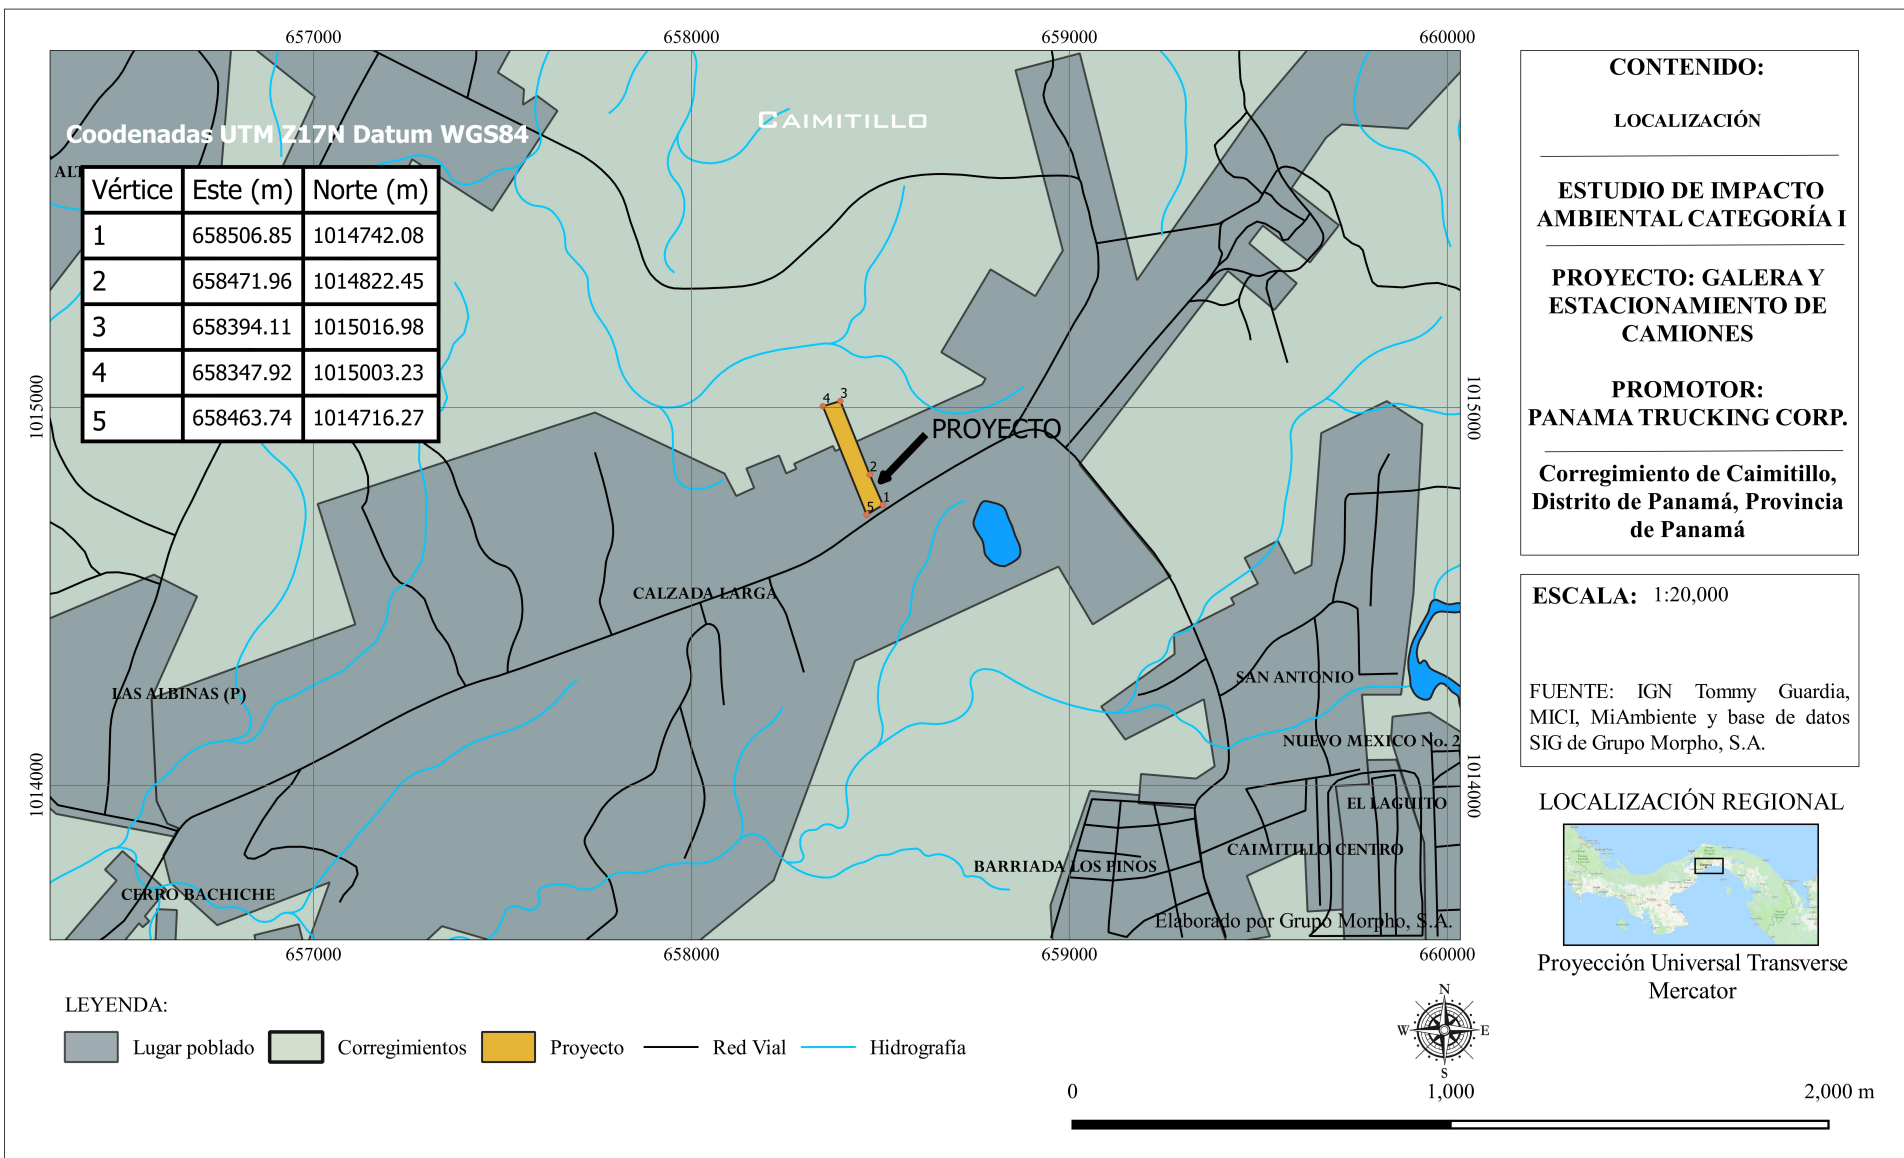 657000 658000 659000 660000
CAIMITILLO
Coodenadas UTM Z17N Datum WGS84
ALT
Vértice Este (m) Norte (m)
1 658506.85 1014742.08
2 658471.96 1014822.45
3 658394.11 1015016.98
4 658347.92 1015003.23
5 658463.74 1014716.27
1015000
1015000
4 3
PROYECTO
2
1
5
CALZADA LARGA
LAS ALBINAS (P)
SAN ANTONIO
NUEVO MEXICO No. 2
1014000
1014000
EL LAGUITO
CAIMITILLO CENTRO
BARRIADA LOS PINOS
CERRO BACHICHE
Elaborado por Grupo Morpho, S.A.
657000 658000 659000 660000
LEYENDA:
Lugar poblado Corregimientos Proyecto Red Vial Hidrografía
CONTENIDO:
LOCALIZACIÓN
ESTUDIO DE IMPACTO
AMBIENTAL CATEGORÍA I
PROYECTO: GALERA Y
ESTACIONAMIENTO DE
CAMIONES
PROMOTOR:
PANAMA TRUCKING CORP.
Corregimiento de Caimitillo,
Distrito de Panamá, Provincia
de Panamá
ESCALA: 1:20,000
FUENTE: IGN Tommy Guardia,
MICI, MiAmbiente y base de datos
SIG de Grupo Morpho, S.A.
LOCALIZACIÓN REGIONAL
Proyección Universal Transverse
Mercator
N
W E
S
0 1,000 2,000 m